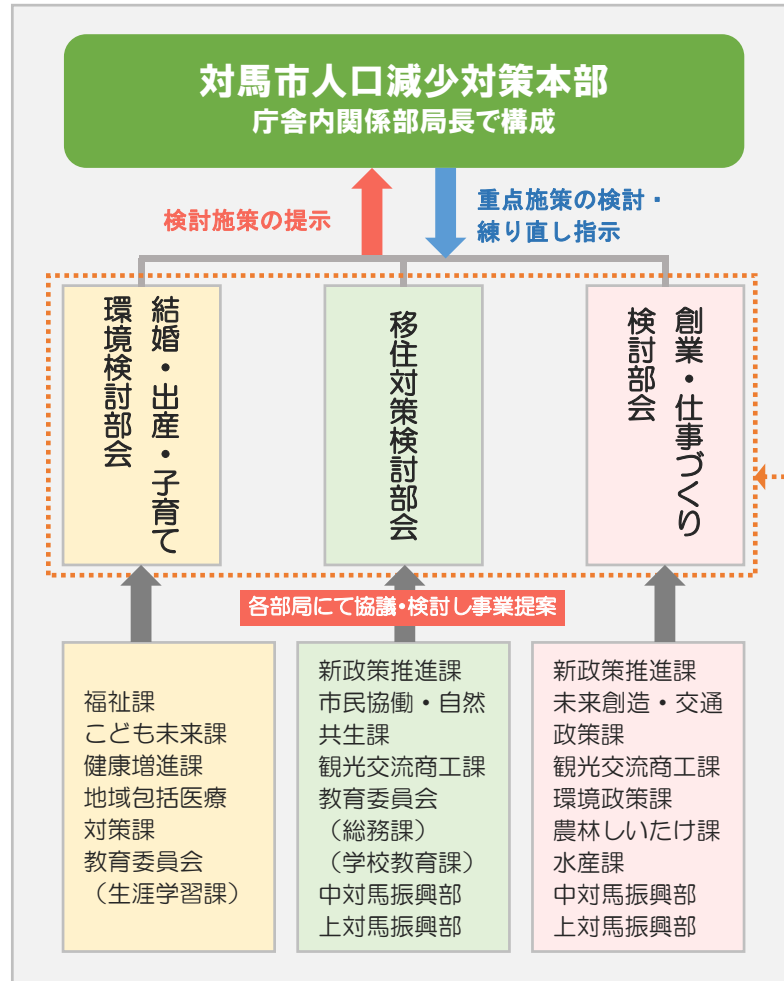 対馬市人口減少対策本部
庁舎内関係部局長で構成
検討施策の提示
重点施策の検討・
練り直し指示
結婚・出産・子育て
環境検討部会
移住対策検討部会
創業・仕事づくり
検討部会
各部局にて協議・検討し事業提案
福祉課
こども未来課
健康増進課
地域包括医療
対策課
教育委員会
（生涯学習課）
新政策推進課
市民協働・自然
共生課
観光交流商工課
教育委員会
（総務課）
（学校教育課）
中対馬振興部
上対馬振興部
新政策推進課
未来創造・交通
政策課
観光交流商工課
環境政策課
農林しいたけ課
水産課
中対馬振興部
上対馬振興部